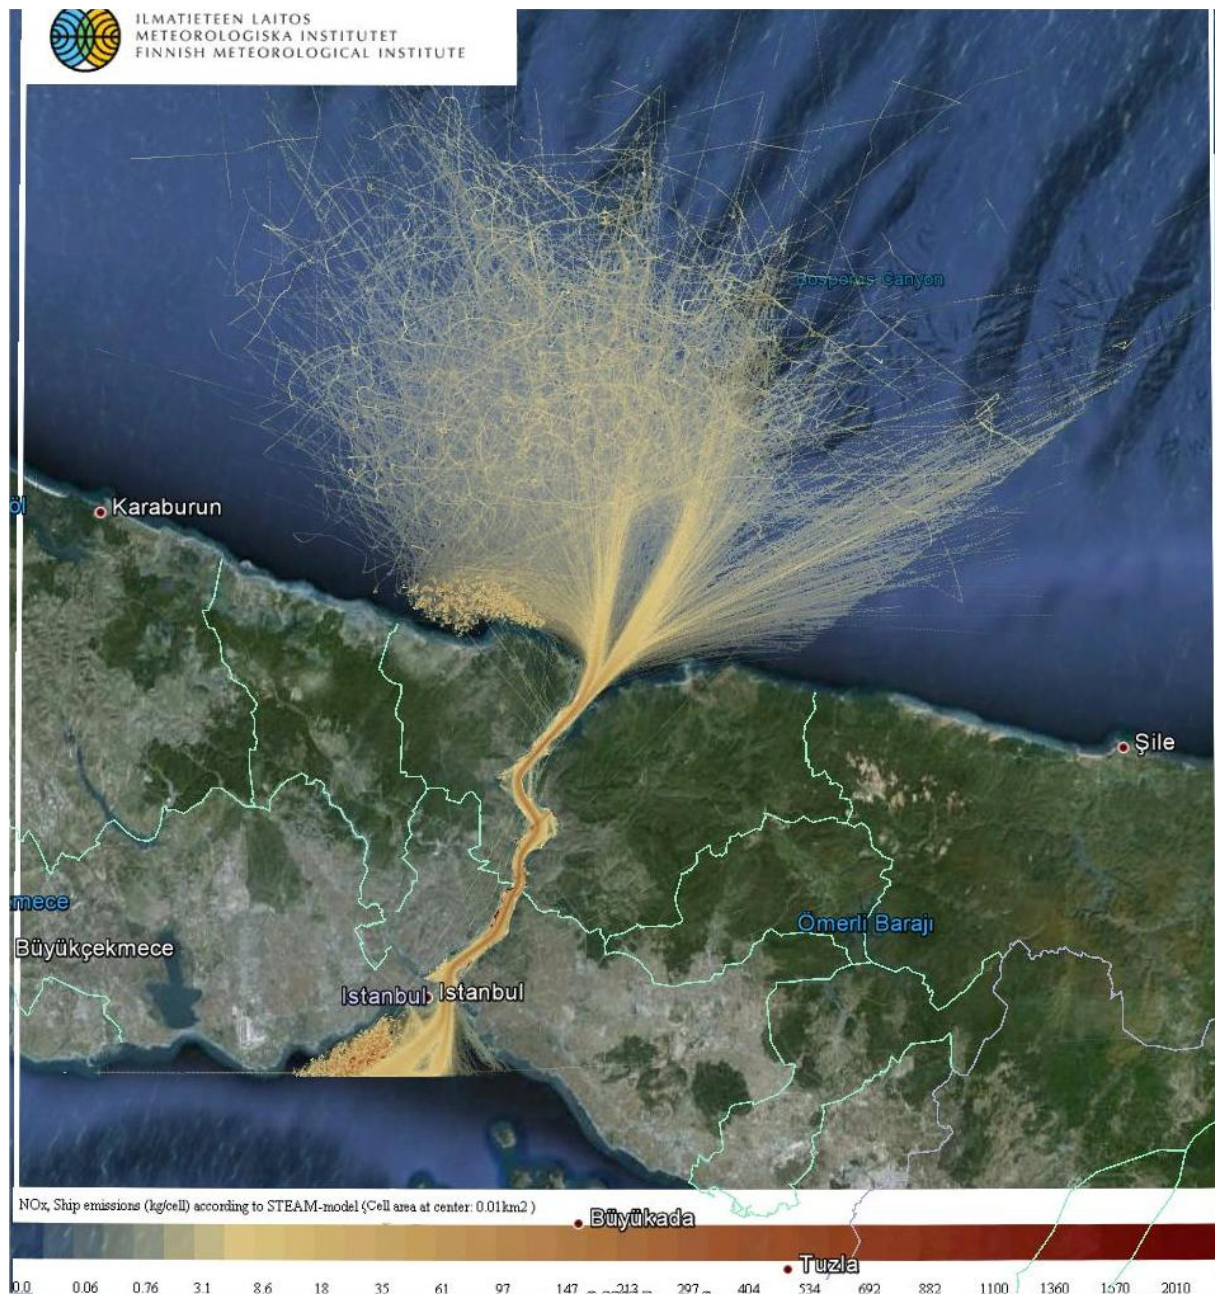 ILMATIETEEN LAITOS
METEOROLOGISKA INSTITUTET
FINNISH METEOROLOGICAL INSTITUTE
Bosporus Canyon
Karaburun
Şile
mece
Ömerli Barajı
Büyükçekmece
Istanbul Istanbul
NOx, Ship emissions (kg/cell) according to STEAM-model (Cell area at center: 0.01km2 )
Büyükada
Tuzla
0.0 0.06 0.76 3.1 8.6 18 35 61 97 147 213 297 404 534 692 882 1100 1360 1670 2010